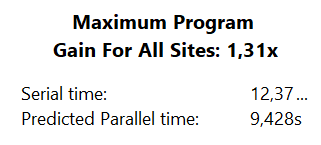 Maximum Program
Gain For All Sites: 1,31x
Serial time: 12,37...
Predicted Parallel time: 9,428s